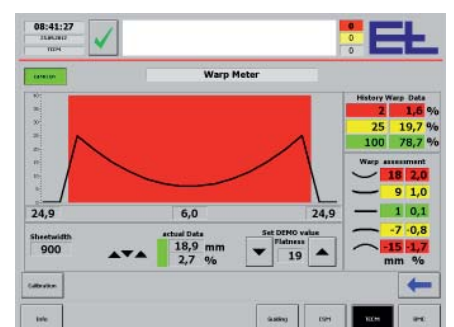 08:41:27
0
0
0
Warp Meter
History Warp Data
2 1,6 %
25 19,7 %
100 78,7 %
Warp assessment
18 2,0
9 1,0
1 0,1
-7 -0,8
-15 -1,7
mm %
24,9 6,0 24,9
Sheetwidth
900
actual Data
18,9 mm
2,7 %
Set DEMO value
Flatness
19
Calibration
Info
Guiding